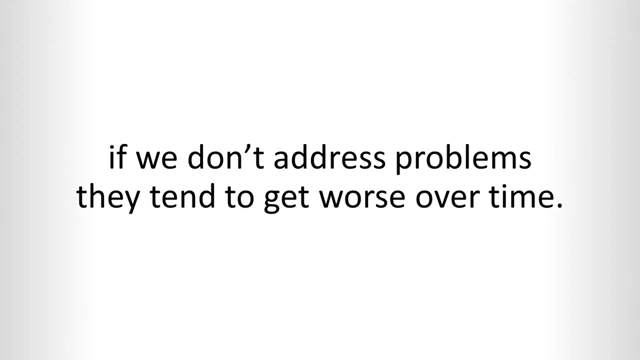 if we don’t address problems
they tend to get worse over time.